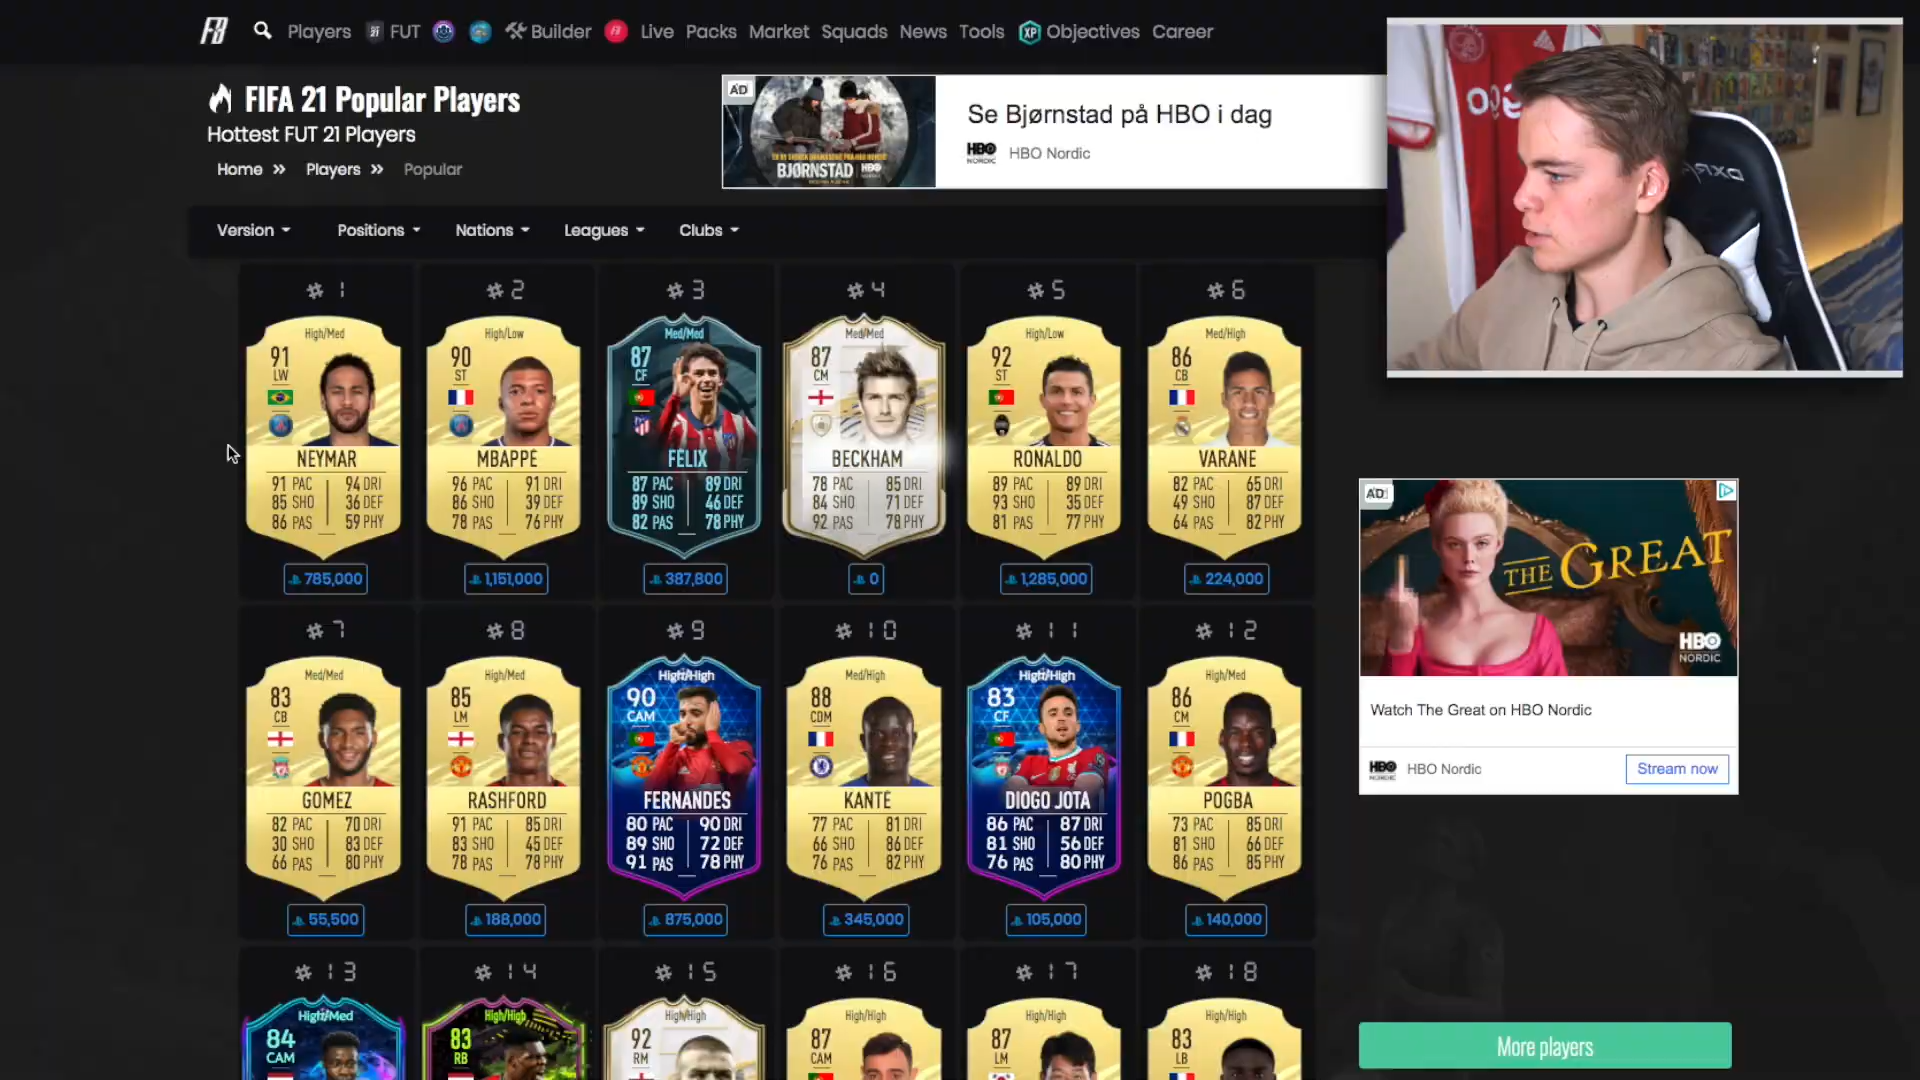 Players FUT Builder Live Packs Market Squads News Tools XP Objectives Career
FIFA 21 Popular Players
Hottest FUT 21 Players
Home » Players » Popular
AD
BJØRNSTAD HBO
Se Bjørnstad på HBO i dag
HBO NORDIC HBO Nordic
Version Positions Nations Leagues Clubs
# 1 # 2 # 3 # 4 # 5 # 6
High/Med
91
LW
NEYMAR
91 PAC 94 DRI
85 SHO 36 DEF
86 PAS 59 PHY
785,000
High/Low
90
ST
MBAPPÉ
96 PAC 91 DRI
86 SHO 39 DEF
78 PAS 76 PHY
1,151,000
Med/Med
87
CF
FÉLIX
87 PAC 89 DRI
89 SHO 46 DEF
82 PAS 78 PHY
387,800
Med/Med
87
CM
BECKHAM
78 PAC 85 DRI
84 SHO 71 DEF
92 PAS 78 PHY
0
High/Low
92
ST
RONALDO
89 PAC 89 DRI
93 SHO 35 DEF
81 PAS 77 PHY
1,285,000
Med/High
86
CB
VARANE
82 PAC 65 DRI
49 SHO 87 DEF
64 PAS 82 PHY
224,000
# 7 # 8 # 9 # 10 # 11 # 12
Med/Med
83
CB
GOMEZ
82 PAC 70 DRI
30 SHO 83 DEF
66 PAS 80 PHY
55,500
High/Med
85
LM
RASHFORD
91 PAC 85 DRI
83 SHO 45 DEF
78 PAS 78 PHY
188,000
High/High
90
CAM
FERNANDES
80 PAC 90 DRI
89 SHO 72 DEF
91 PAS 78 PHY
875,000
Med/High
88
CDM
KANTÉ
77 PAC 81 DRI
66 SHO 86 DEF
76 PAS 82 PHY
345,000
High/High
83
CF
DIOGO JOTA
86 PAC 87 DRI
81 SHO 56 DEF
76 PAS 80 PHY
105,000
High/Med
86
CM
POGBA
73 PAC 85 DRI
81 SHO 66 DEF
86 PAS 85 PHY
140,000
# 13 # 14 # 15 # 16 # 17 # 18
High/Med
84
CAM
High/High
83
RB
High/High
92
RM
High/High
87
CAM
High/High
87
LM
High/High
83
LB
DXRA
AD
THE GREAT
HBO
NORDIC
Watch The Great on HBO Nordic
HBO NORDIC HBO Nordic
Stream now
More players